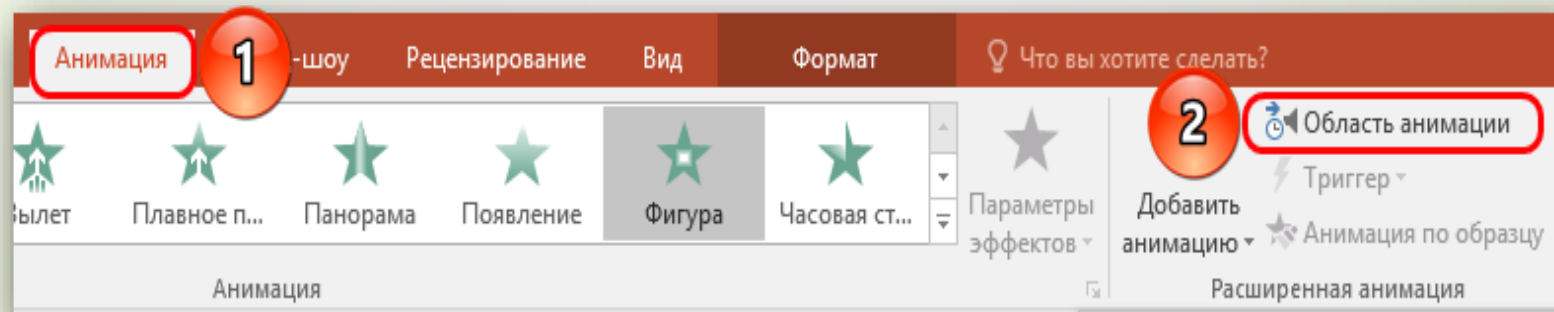 Анимация 1 -шоу Рецензирование Вид Формат Что вы хотите сделать?
2 Область анимации
Триггер
Плавное п... Панорама Появление Фигура Часовая ст... Параметры эффектов Добавить анимацию
Анимация по образцу
Анимация Расширенная анимация